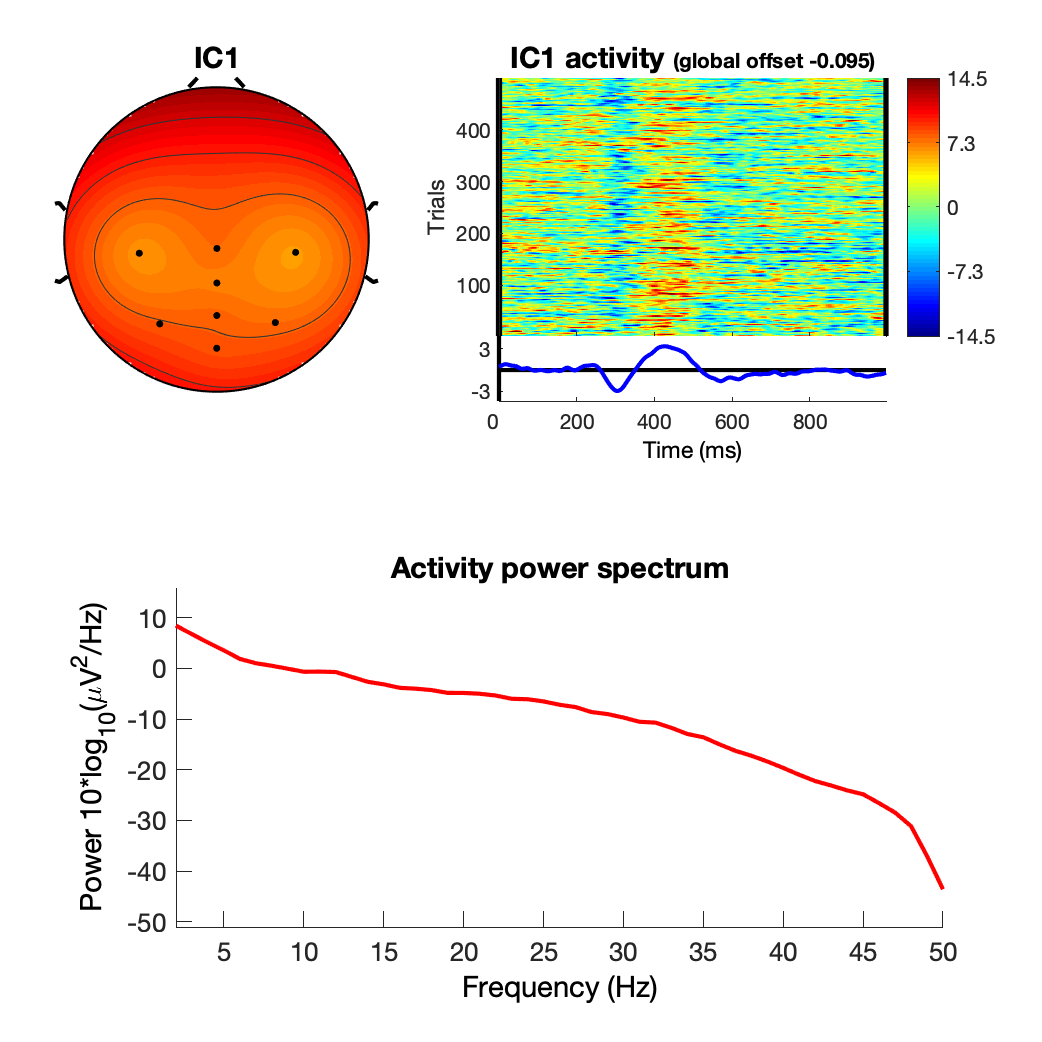 IC1
IC1 activity (global offset -0.095)
Trials
400
300
200
100
14.5
7.3
0
-7.3
-14.5
3
-3
0 200 400 600 800
Time (ms)
Activity power spectrum
Power 10*log10(μV2/Hz)
10
0
-10
-20
-30
-40
-50
5 10 15 20 25 30 35 40 45 50
Frequency (Hz)